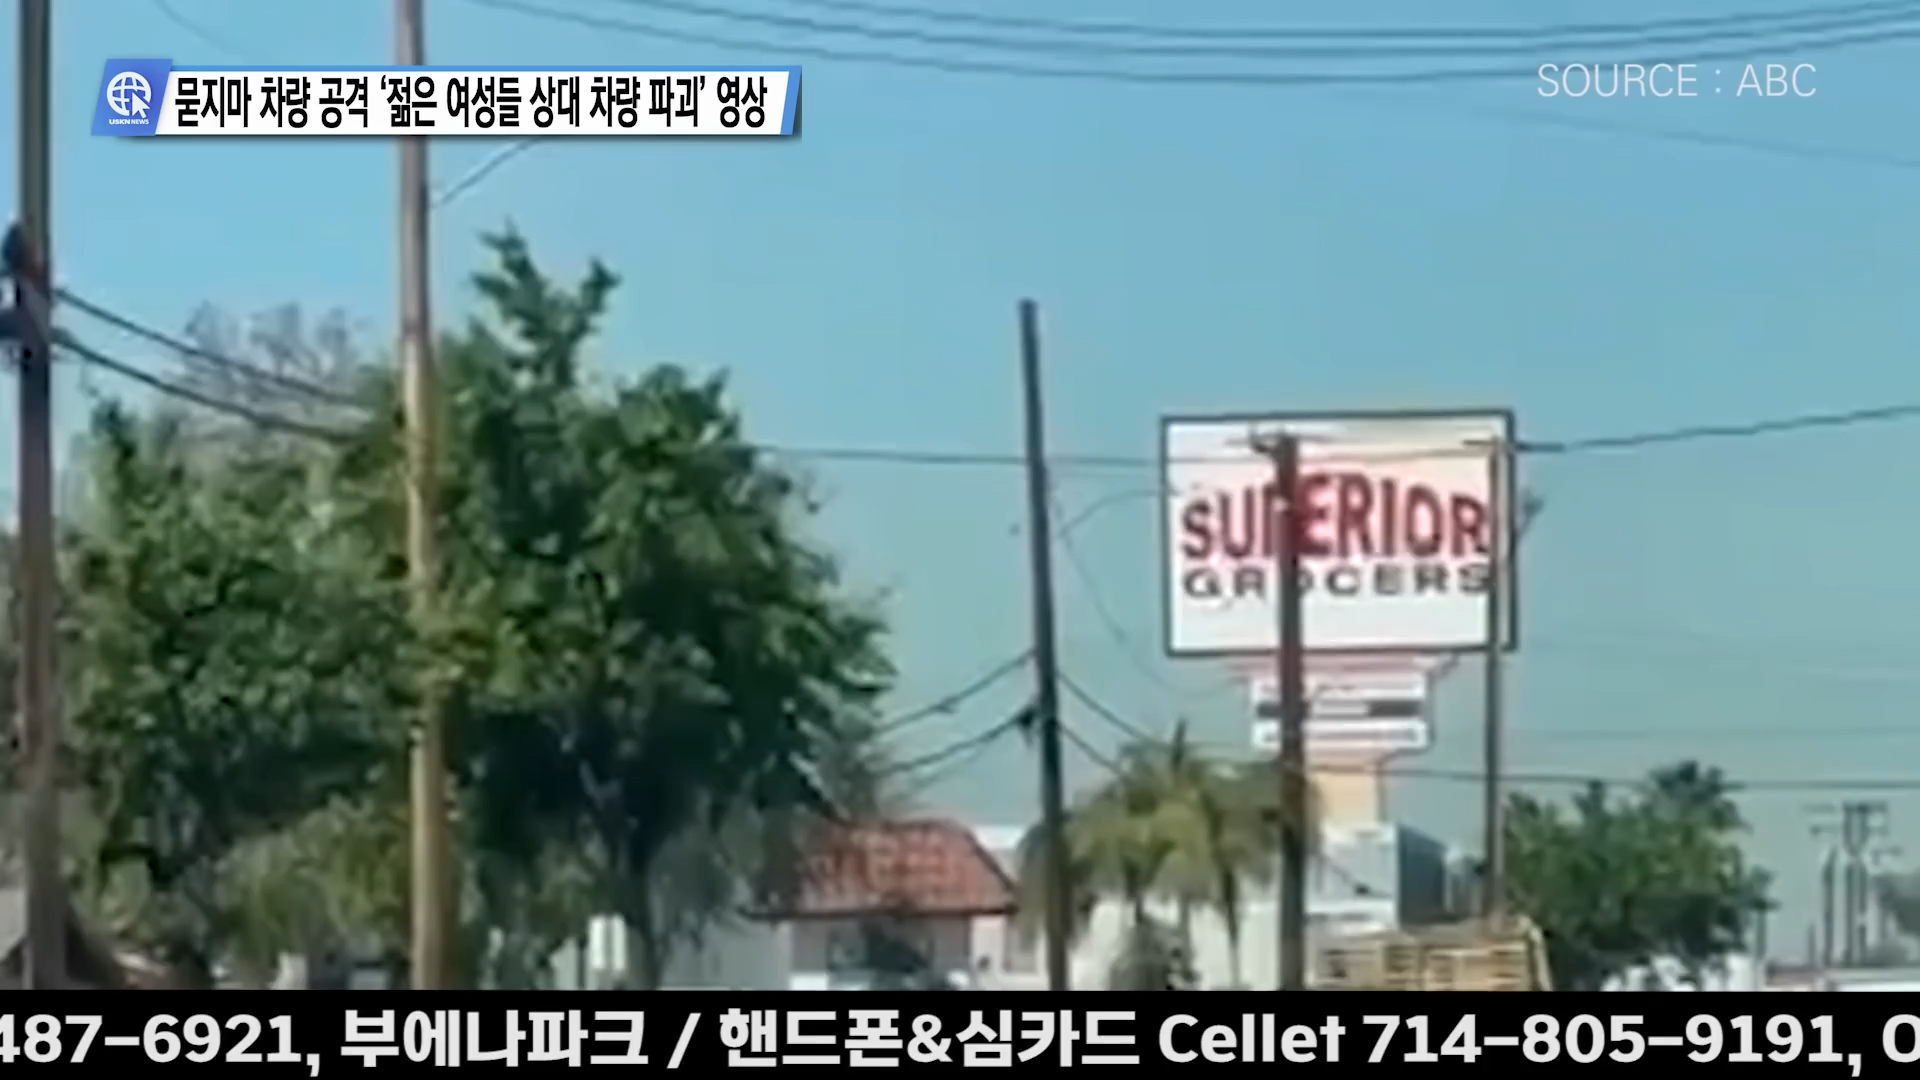 묻지마 차량 공격 ‘젊은 여성들 상대 차량 파괴’ 영상
USKN NEWS
SOURCE : ABC
SUPERIOR
GROCERS
487-6921, 부에나파크 / 핸드폰&심카드 Cellet 714-805-9191, O